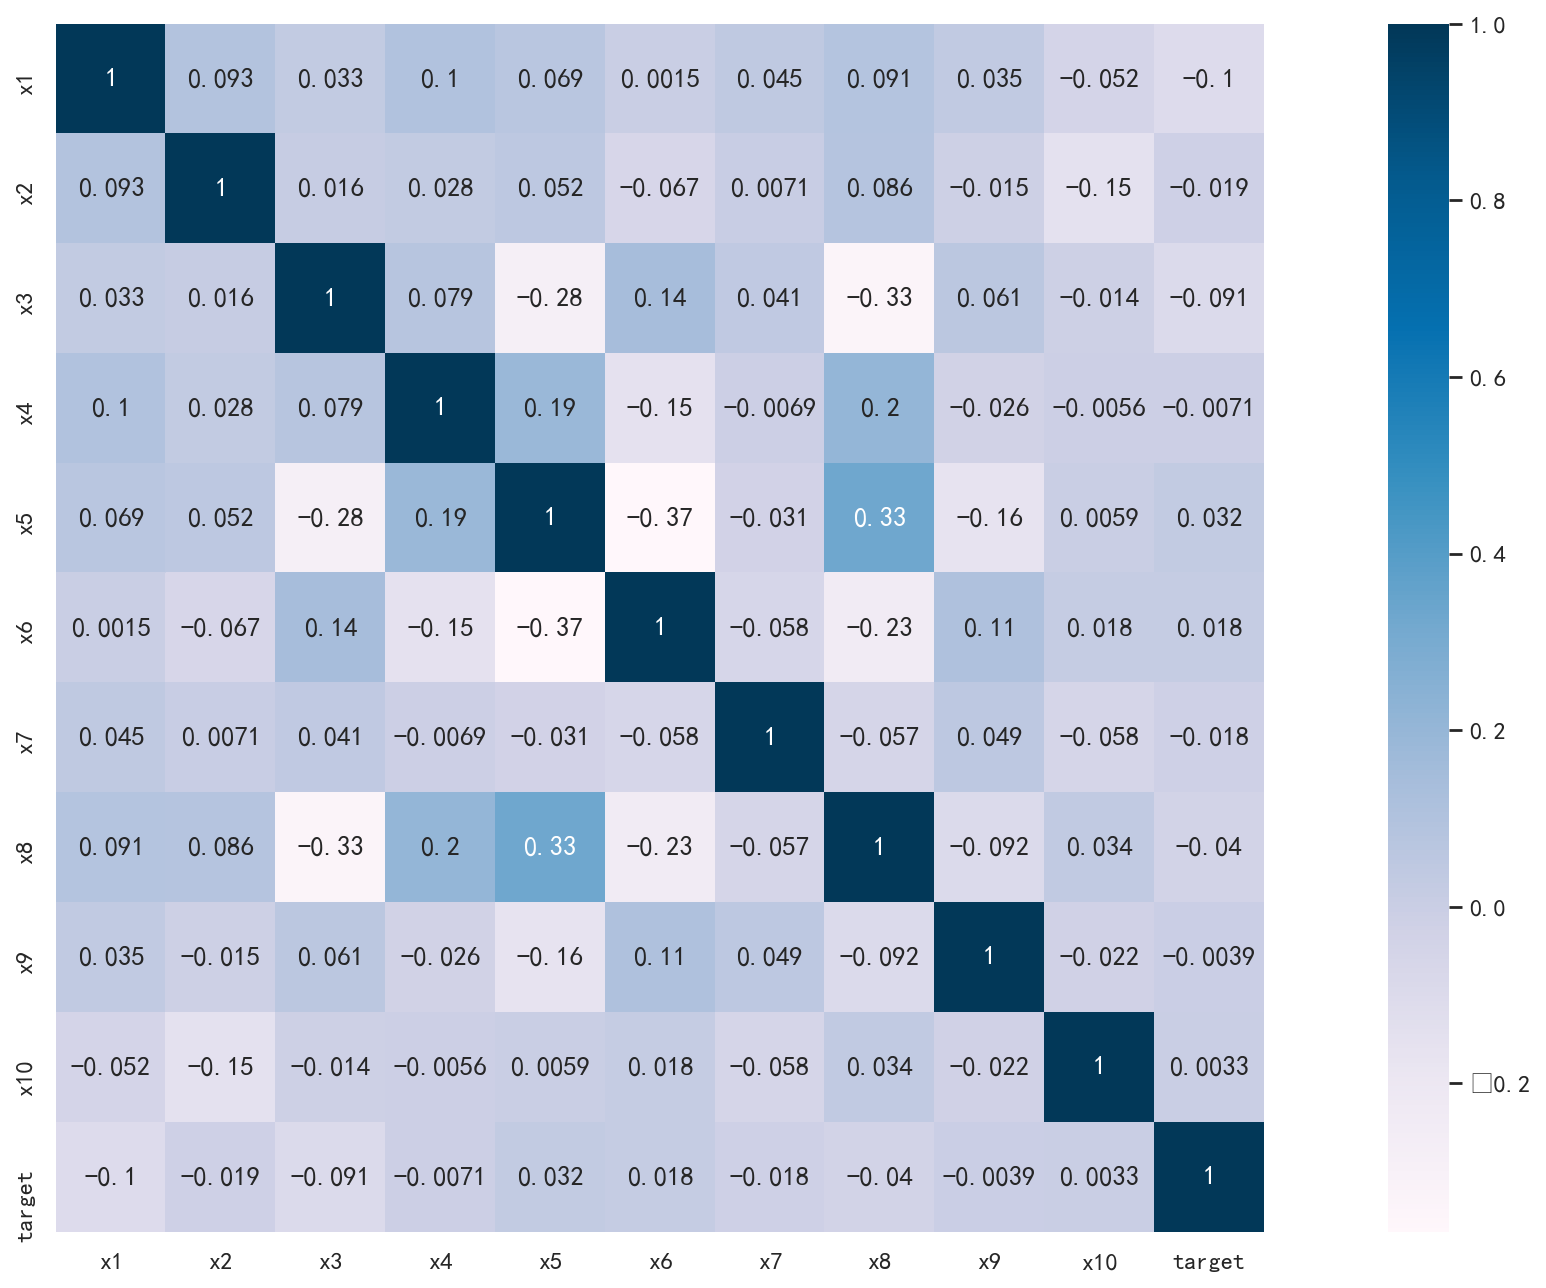 x1 1 0.093 0.033 0.1 0.069 0.0015 0.045 0.091 0.035 −0.052 −0.1
x2 0.093 1 0.016 0.028 0.052 −0.067 0.0071 0.086 −0.015 −0.15 −0.019
x3 0.033 0.016 1 0.079 −0.28 0.14 0.041 −0.33 0.061 −0.014 −0.091
x4 0.1 0.028 0.079 1 0.19 −0.15 −0.0069 0.2 −0.026 −0.0056 −0.0071
x5 0.069 0.052 −0.28 0.19 1 −0.37 −0.031 0.33 −0.16 0.0059 0.032
x6 0.0015 −0.067 0.14 −0.15 −0.37 1 −0.058 −0.23 0.11 0.018 0.018
x7 0.045 0.0071 0.041 −0.0069 −0.031 −0.058 1 −0.057 0.049 −0.058 −0.018
x8 0.091 0.086 −0.33 0.2 0.33 −0.23 −0.057 1 −0.092 0.034 −0.04
x9 0.035 −0.015 0.061 −0.026 −0.16 0.11 0.049 −0.092 1 −0.022 −0.0039
x10 −0.052 −0.15 −0.014 −0.0056 0.0059 0.018 −0.058 0.034 −0.022 1 0.0033
target −0.1 −0.019 −0.091 −0.0071 0.032 0.018 −0.018 −0.04 −0.0039 0.0033 1
x1 x2 x3 x4 x5 x6 x7 x8 x9 x10 target
1.0
0.8
0.6
0.4
0.2
0.0
□0.2